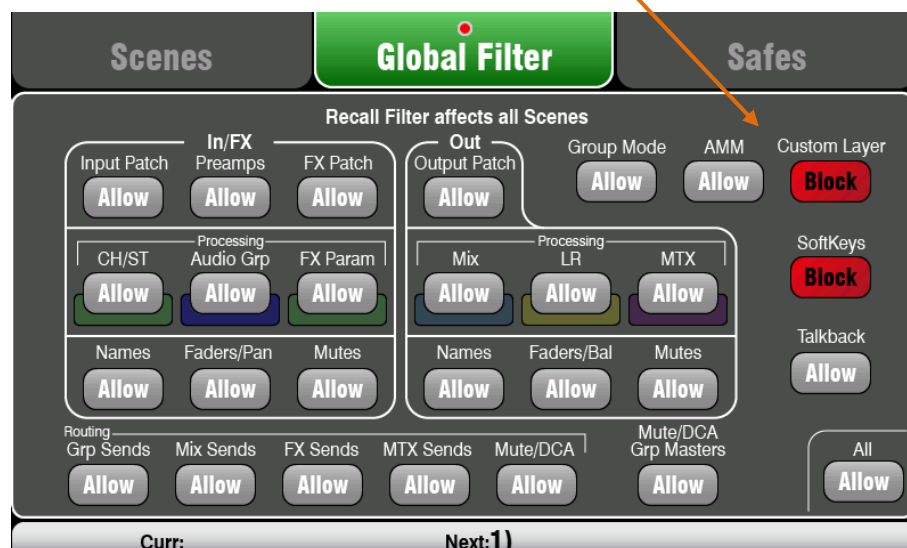 Scenes
Global Filter
Safes
Recall Filter affects all Scenes
In/FX
Input Patch
Preamps
FX Patch
Allow
Allow
Allow
Processing
CH/ST
Audio Grp
FX Param
Allow
Allow
Allow
Names
Faders/Pan
Mutes
Allow
Allow
Allow
Out
Output Patch
Allow
Processing
Mix
LR
MTX
Allow
Allow
Allow
Names
Faders/Bal
Mutes
Allow
Allow
Allow
Group Mode
AMM
Custom Layer
Allow
Allow
Block
SoftKeys
Block
Talkback
Allow
Routing
Grp Sends
Mix Sends
FX Sends
MTX Sends
Mute/DCA
Allow
Allow
Allow
Allow
Allow
Mute/DCA
Grp Masters
Allow
All
Allow
Curr:
Next:1)